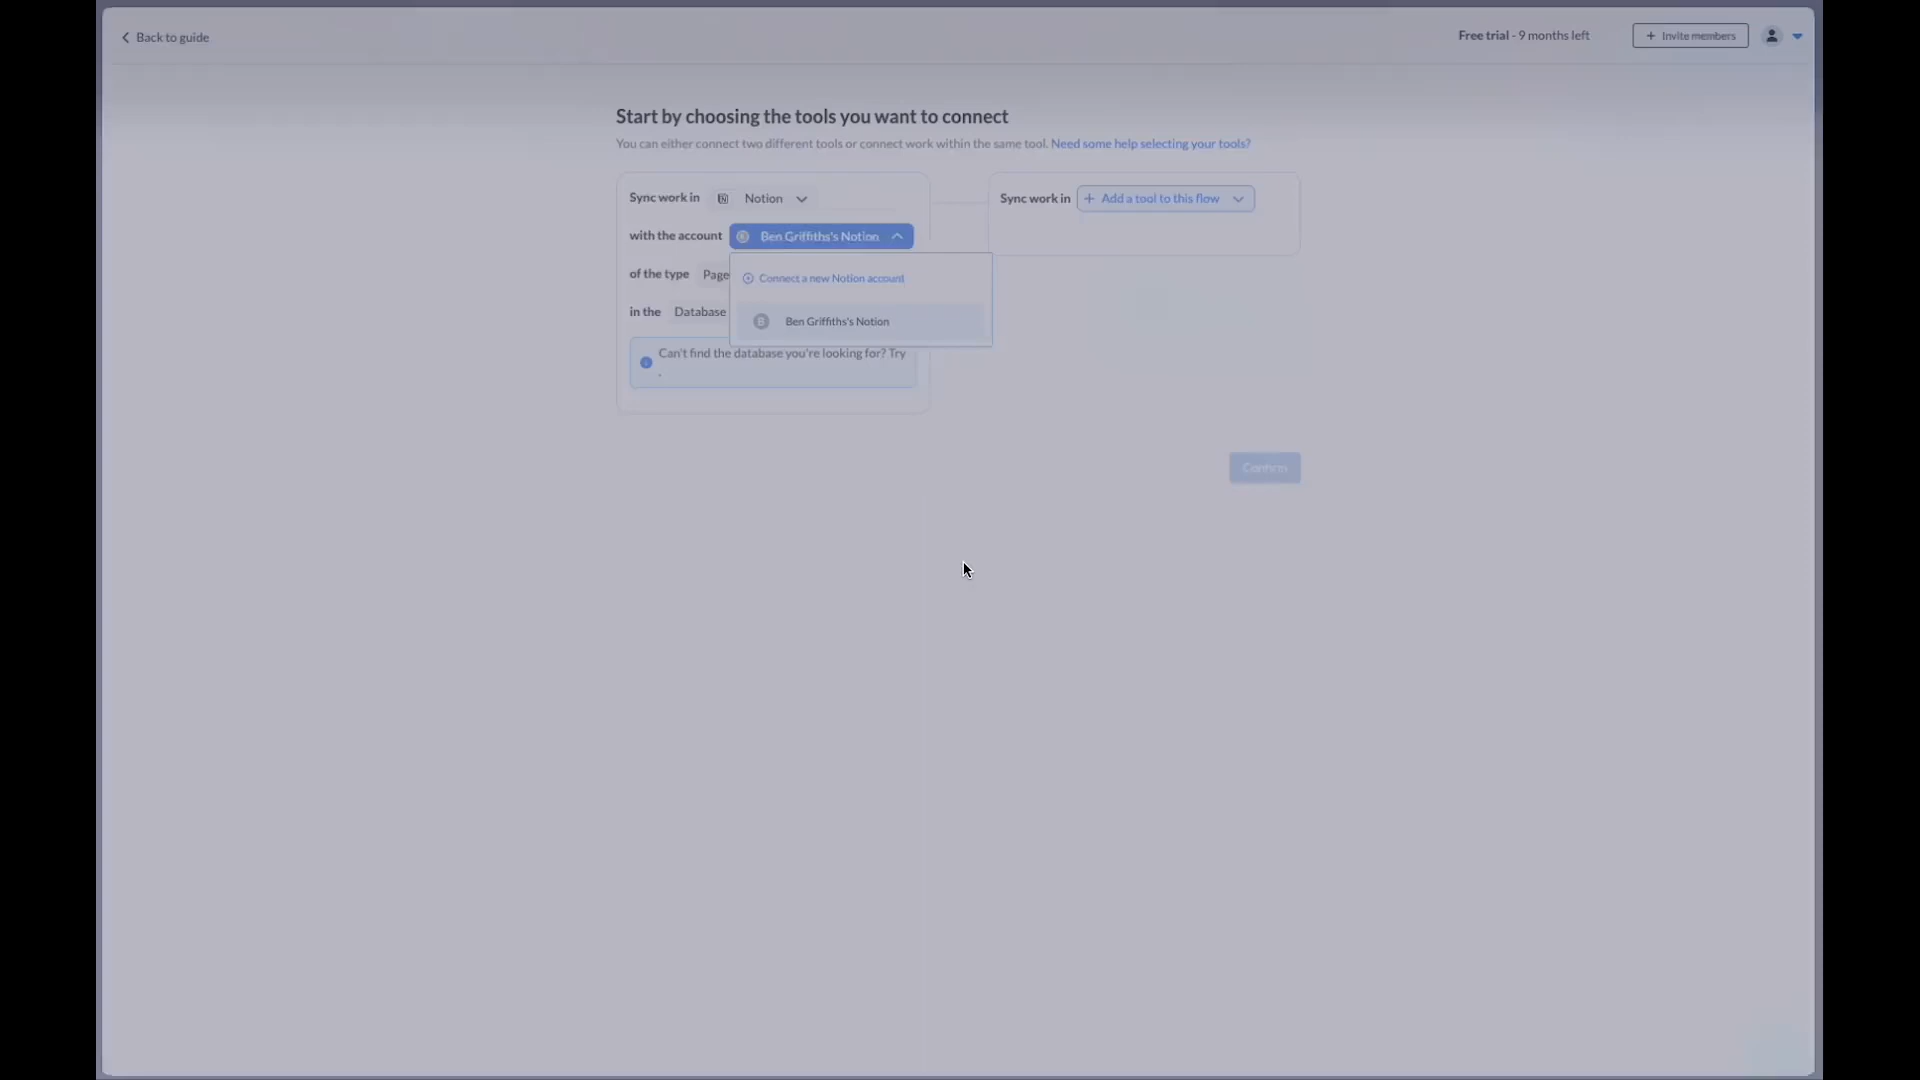 Back to guide
Free trial - 9 months left
+ Invite members
Start by choosing the tools you want to connect
You can either connect two different tools or connect work within the same tool. Need some help selecting your tools?
Sync work in Notion
Sync work in + Add a tool to this flow
with the account Ben Griffiths's Notion
Connect a new Notion account
of the type Page
B Ben Griffiths's Notion
in the Database
Can't find the database you're looking for? Try
.
Confirm